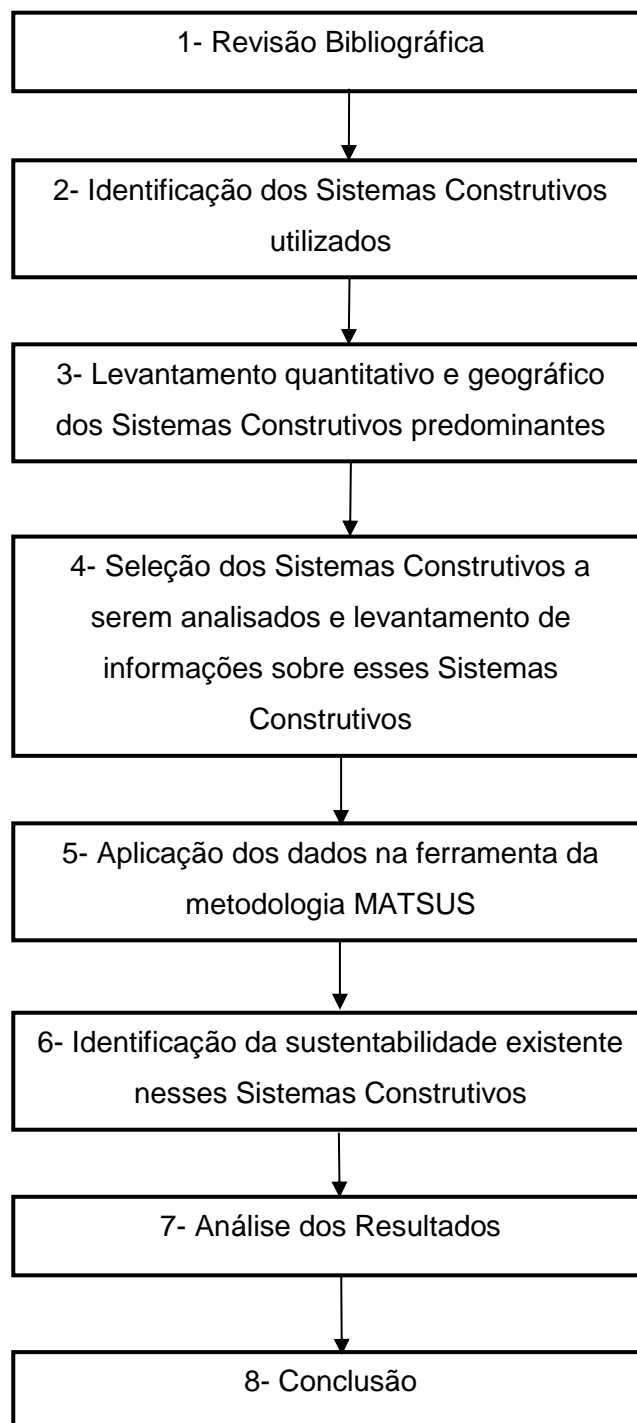 1- Revisão Bibliográfica
2- Identificação dos Sistemas Construtivos
utilizados
3- Levantamento quantitativo e geográfico
dos Sistemas Construtivos predominantes
4- Seleção dos Sistemas Construtivos a
serem analisados e levantamento de
informações sobre esses Sistemas
Construtivos
5- Aplicação dos dados na ferramenta da
metodologia MATSUS
6- Identificação da sustentabilidade existente
nesses Sistemas Construtivos
7- Análise dos Resultados
8- Conclusão